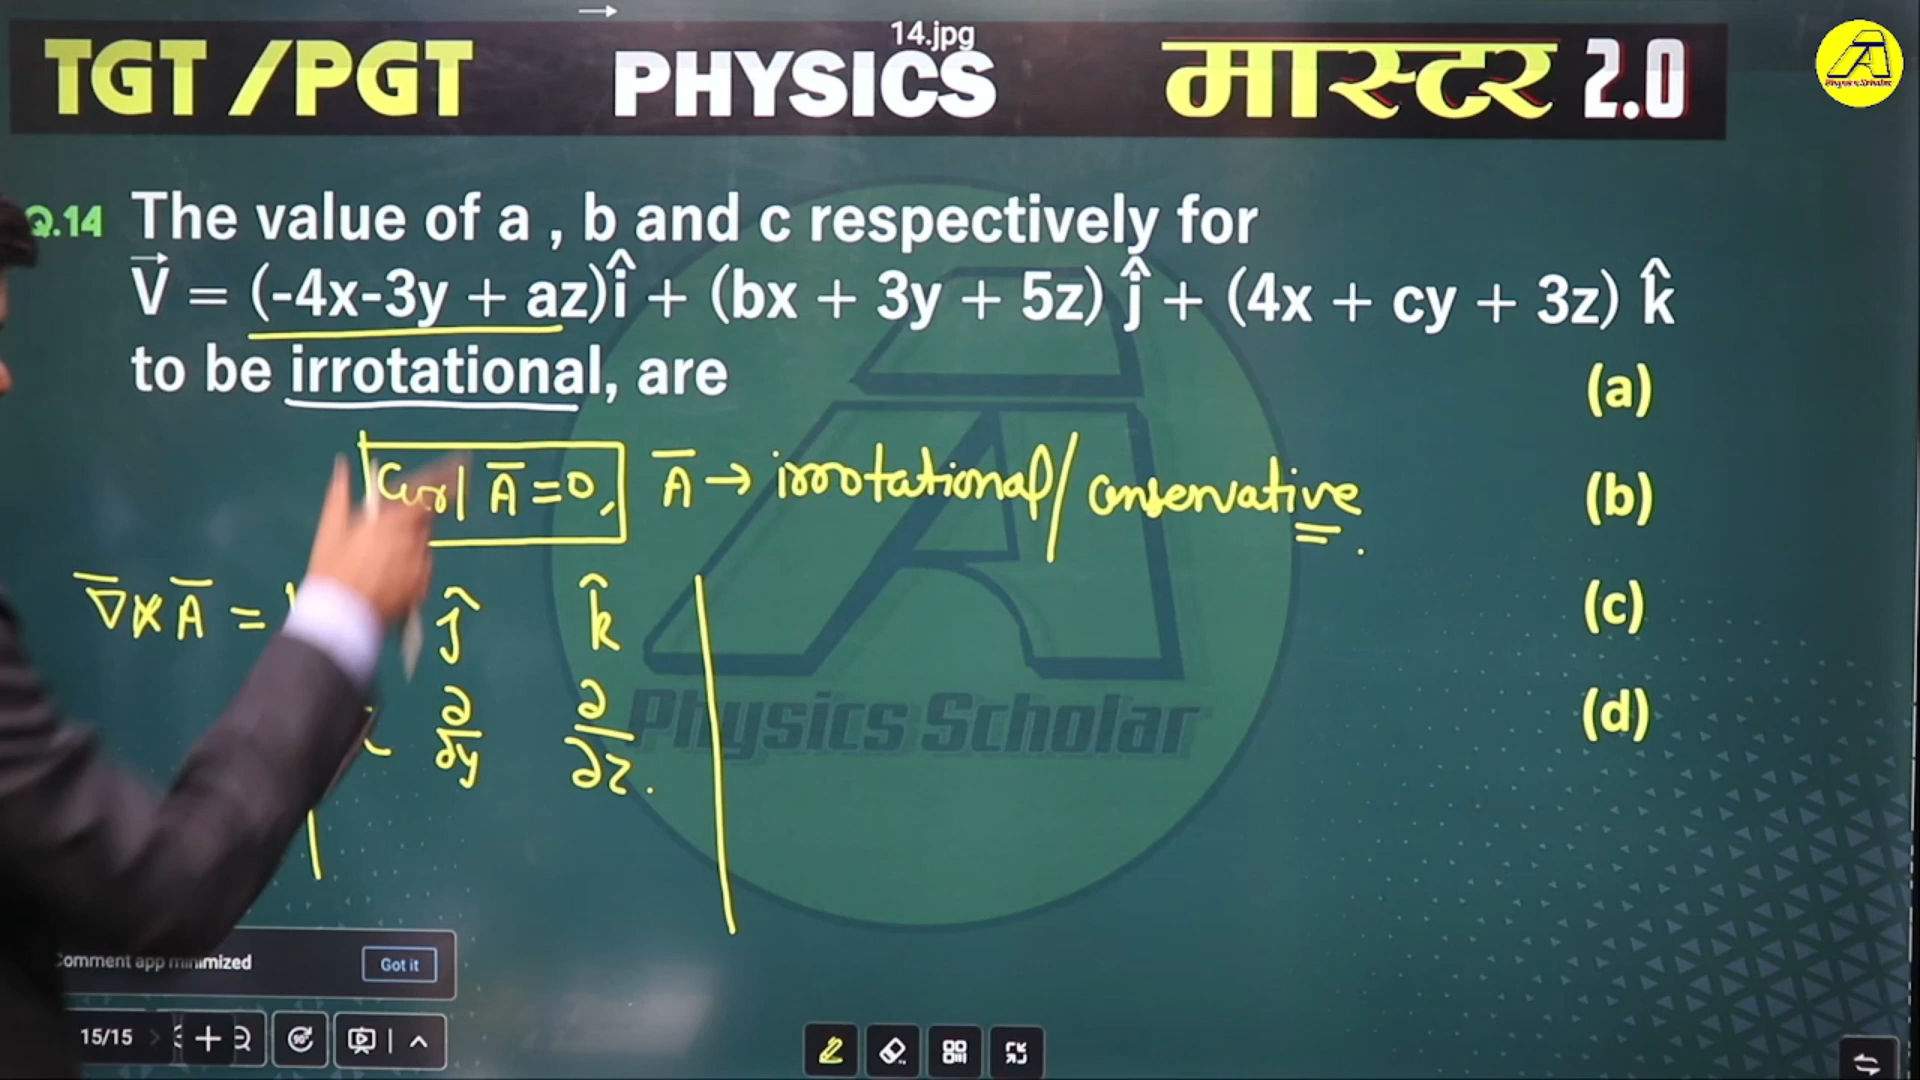 14.jpg
TGT /PGT PHYSICS मास्टर 2.0
Physics Scholar
Q.14 The value of a , b and c respectively for
V⃗ = (-4x-3y + az)î + (bx + 3y + 5z) ĵ + (4x + cy + 3z) k̂
to be irrotational, are
(a)
Curl A̅ = 0, A̅ → irrotational / conservative
(b)
∇̅ × A̅ = ĵ k̂
(c)
∂/∂y ∂/∂z
(d)
Physics Scholar
Comment app minimized Got it
15/15